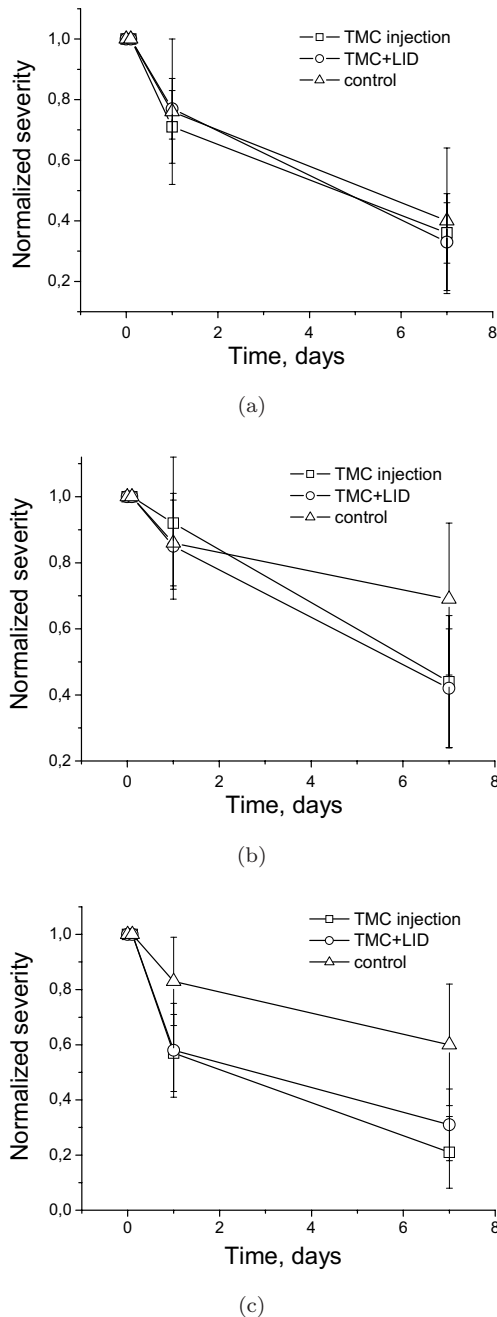 1,0
0,8
0,6
0,4
0,2
Normalized severity
TMC injection
TMC+LID
control
0 2 4 6 8
Time, days
(a)
1,0
0,8
0,6
0,4
0,2
Normalized severity
TMC injection
TMC+LID
control
0 2 4 6 8
Time, days
(b)
1,0
0,8
0,6
0,4
0,2
0,0
Normalized severity
TMC injection
TMC+LID
control
0 2 4 6 8
Time, days
(c)